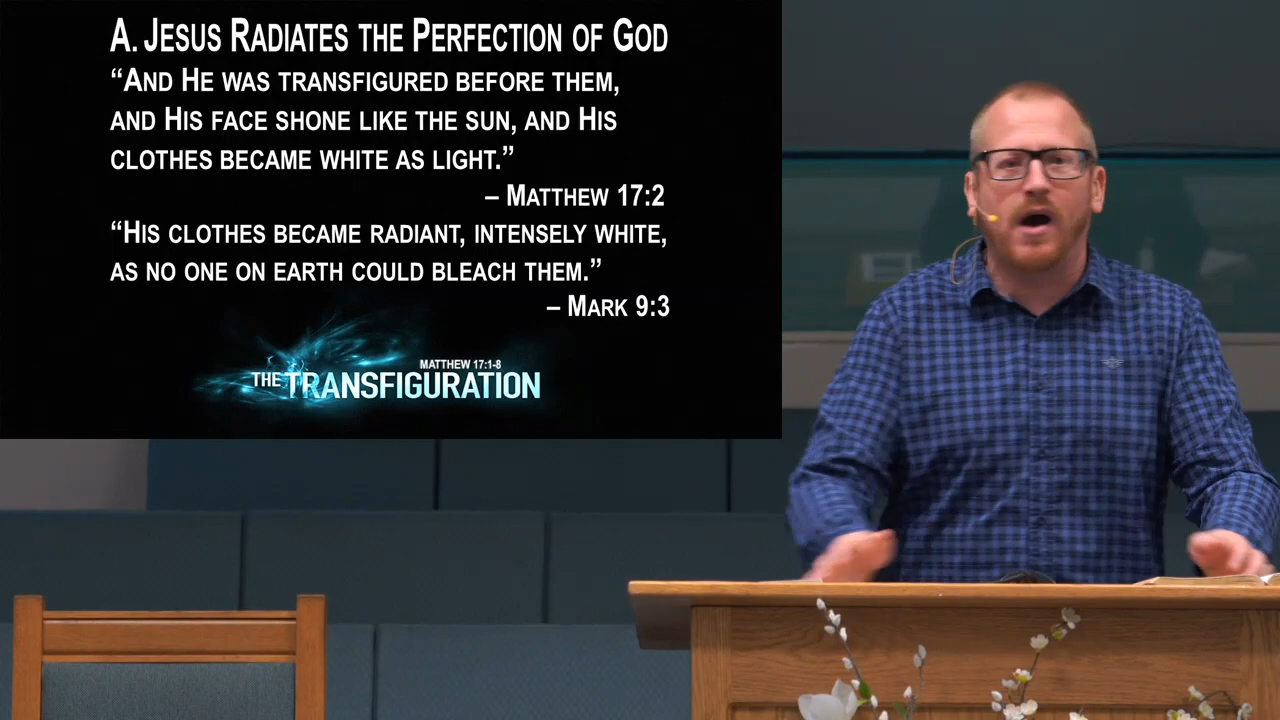 A. Jesus Radiates the Perfection of God
“And He was transfigured before them,
and His face shone like the sun, and His
clothes became white as light.”
– Matthew 17:2
“His clothes became radiant, intensely white,
as no one on earth could bleach them.”
– Mark 9:3
MATTHEW 17:1-8
THE TRANSFIGURATION